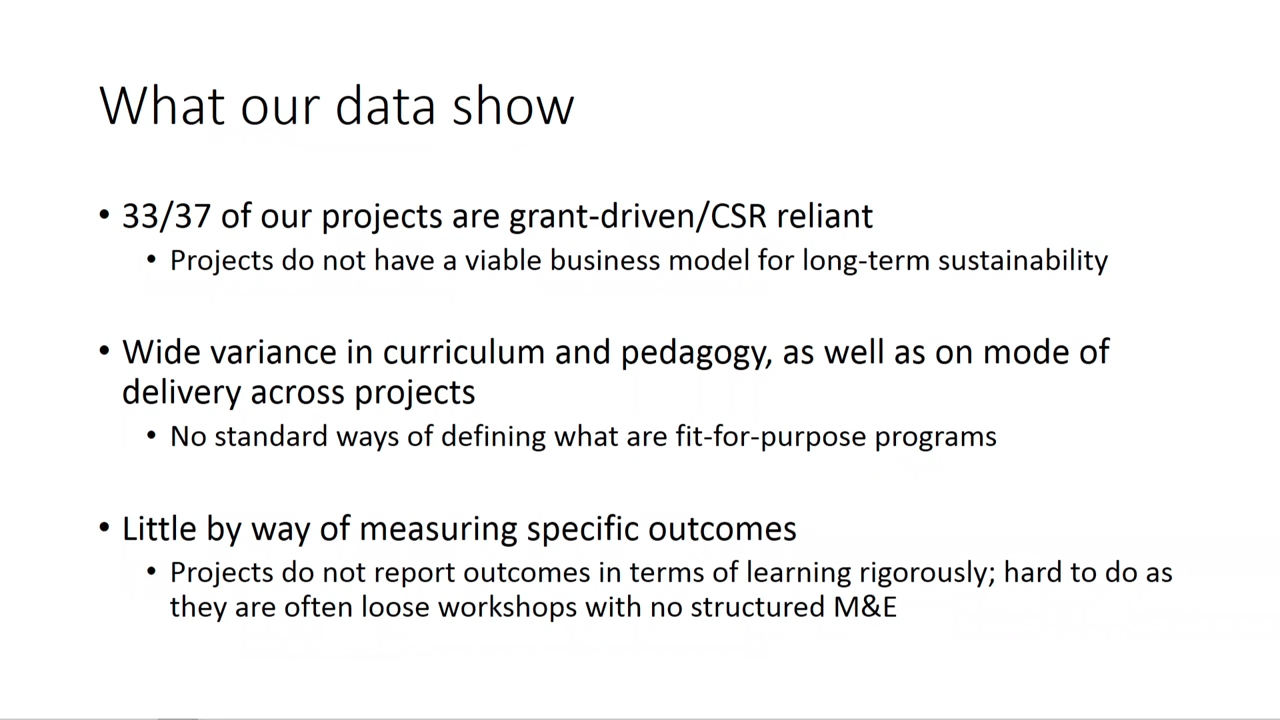 What our data show
• 33/37 of our projects are grant-driven/CSR reliant
• Projects do not have a viable business model for long-term sustainability
• Wide variance in curriculum and pedagogy, as well as on mode of
delivery across projects
• No standard ways of defining what are fit-for-purpose programs
• Little by way of measuring specific outcomes
• Projects do not report outcomes in terms of learning rigorously; hard to do as
they are often loose workshops with no structured M&E